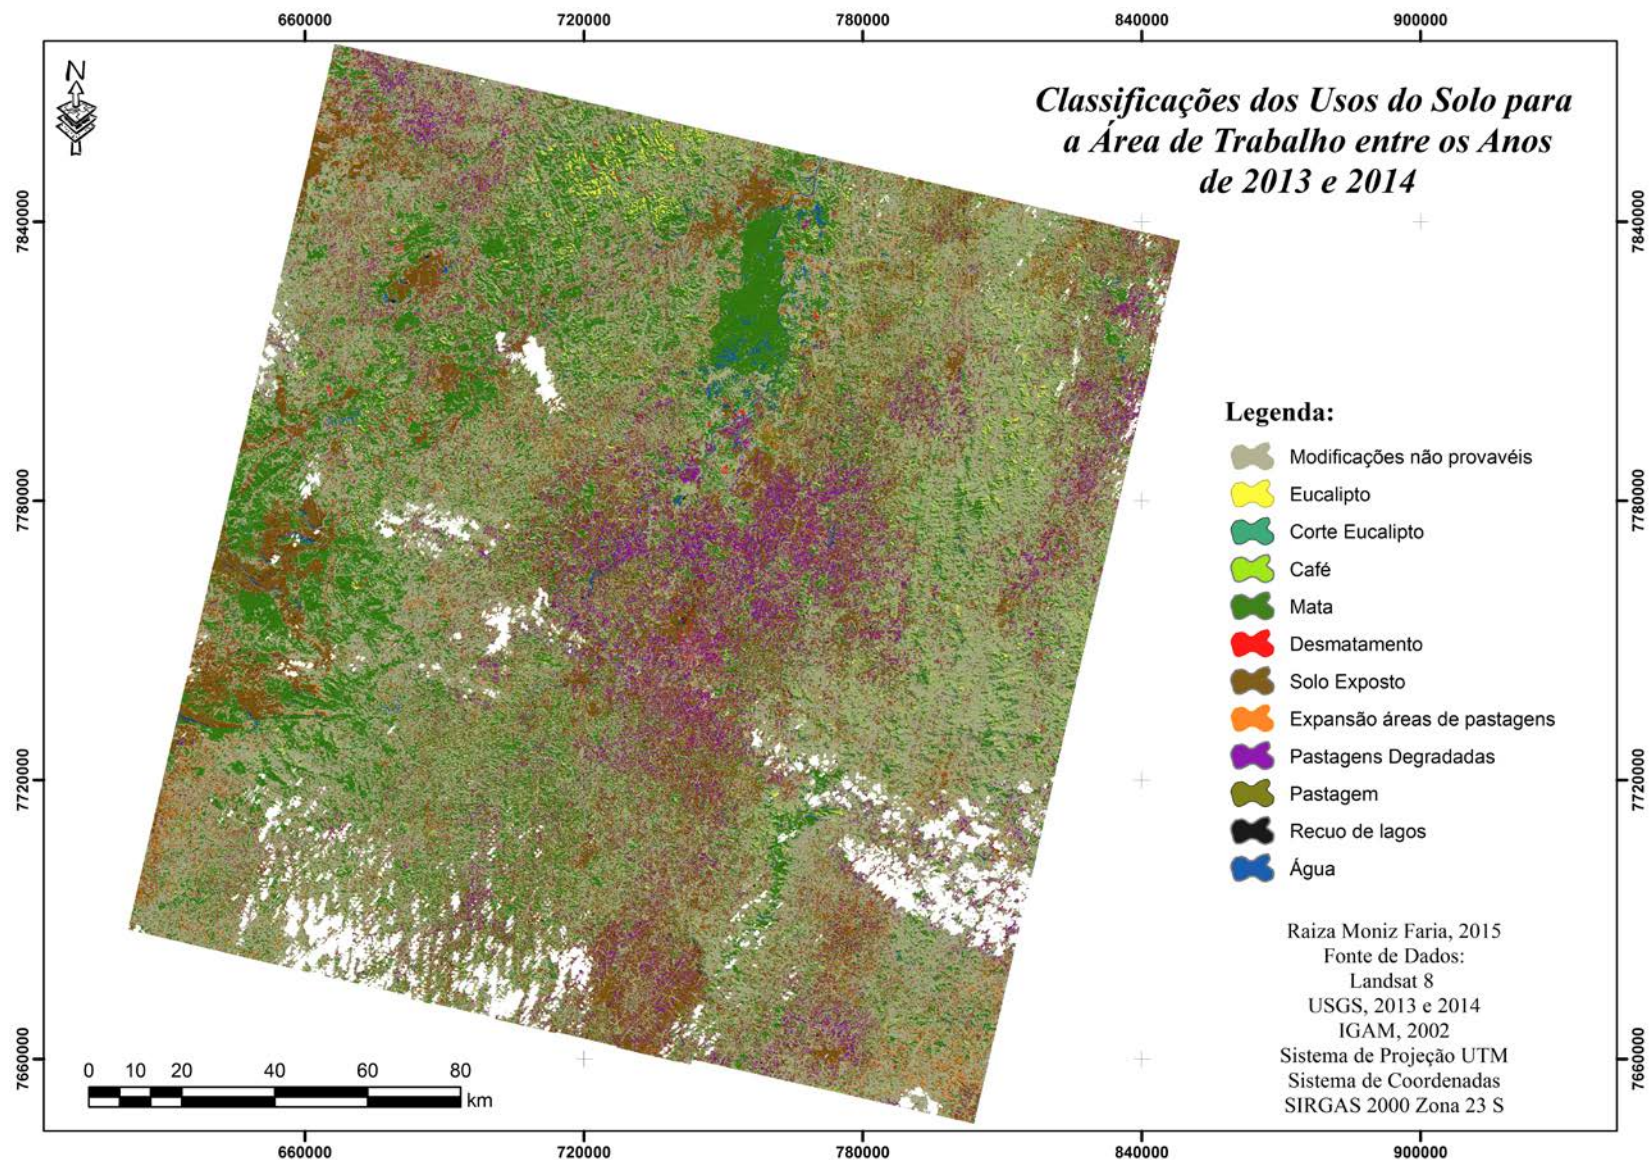 660000 720000 780000 840000 900000
N
Classificações dos Usos do Solo para
a Área de Trabalho entre os Anos
de 2013 e 2014
7840000 7840000
Legenda:
Modificações não provavéis
Eucalipto
7780000 7780000
Corte Eucalipto
Café
Mata
Desmatamento
Solo Exposto
Expansão áreas de pastagens
Pastagens Degradadas
7720000 7720000
Pastagem
Recuo de lagos
Água
Raiza Moniz Faria, 2015
Fonte de Dados:
Landsat 8
USGS, 2013 e 2014
IGAM, 2002
Sistema de Projeção UTM
Sistema de Coordenadas
SIRGAS 2000 Zona 23 S
7660000 7660000
0 10 20 40 60 80
km
660000 720000 780000 840000 900000